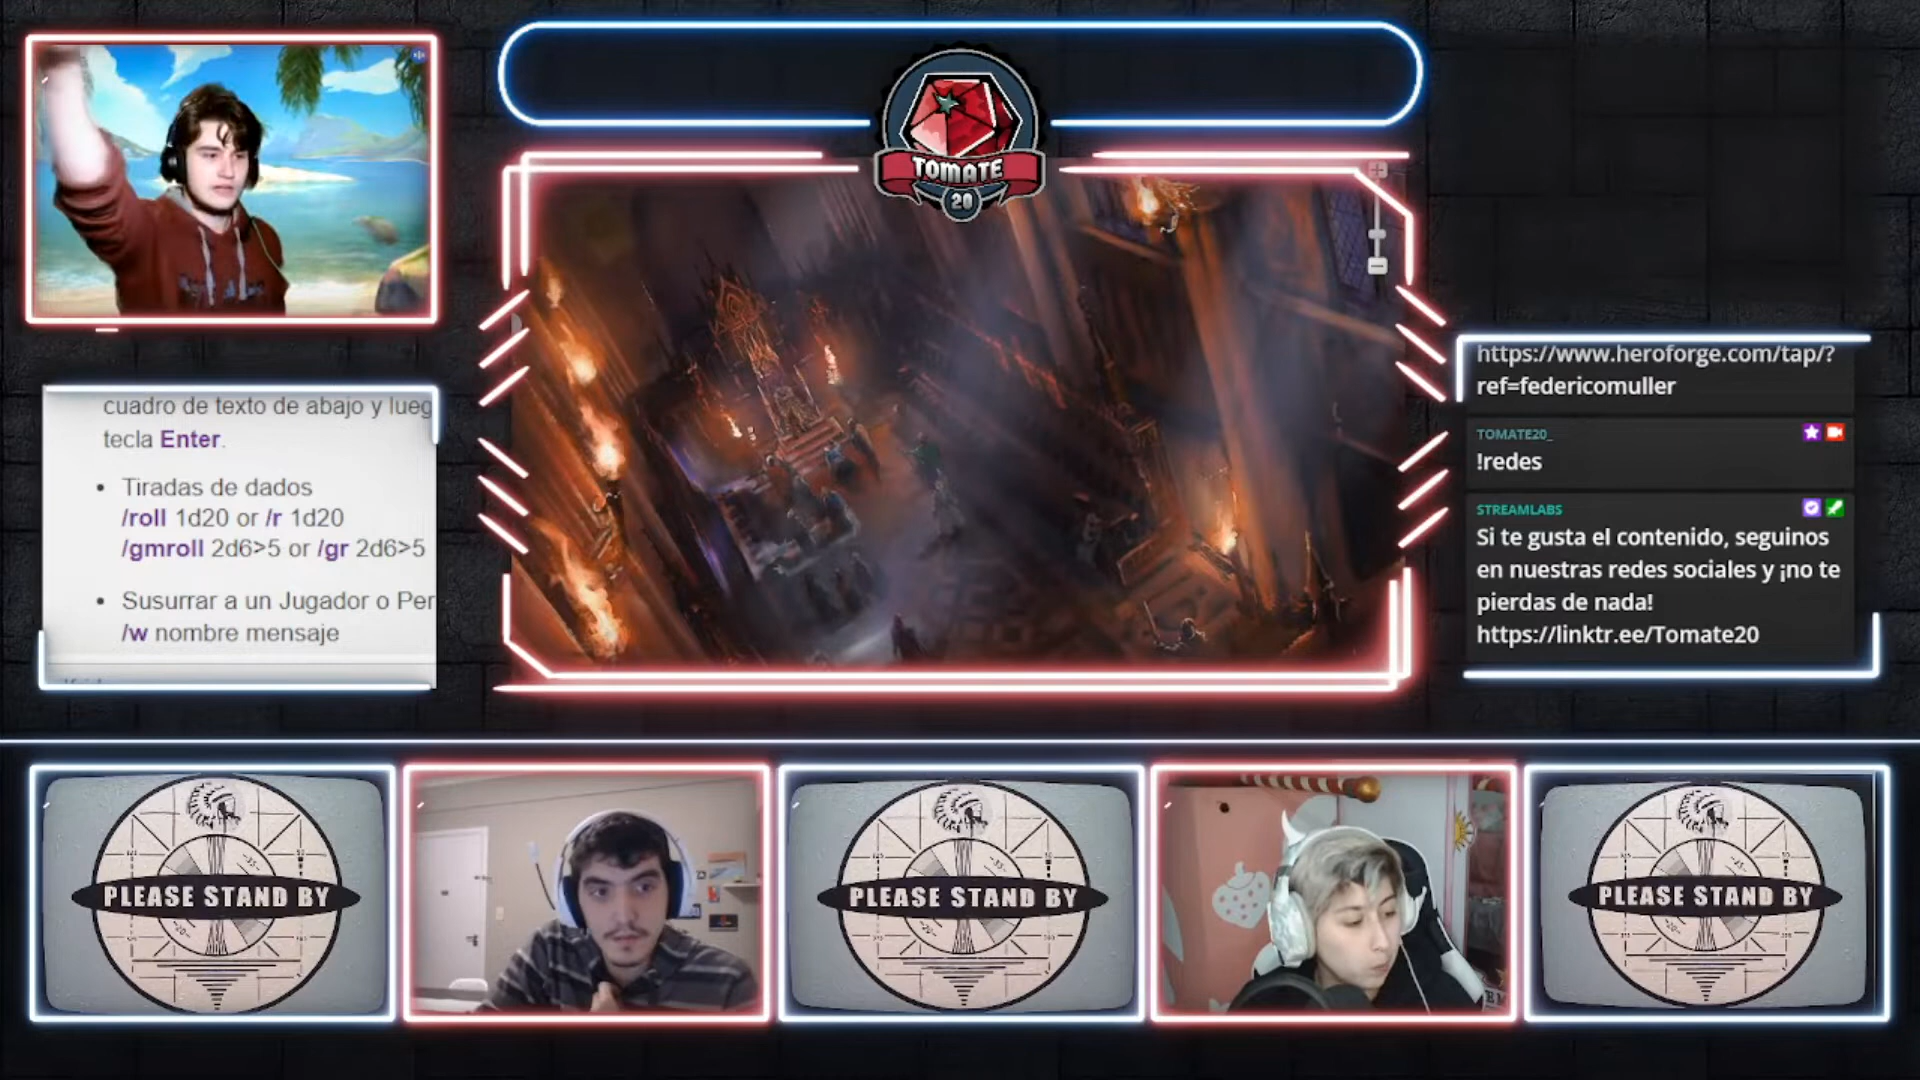 TOMATE
20
cuadro de texto de abajo y lueg
tecla Enter.
• Tiradas de dados
/roll 1d20 or /r 1d20
/gmroll 2d6>5 or /gr 2d6>5
• Susurrar a un Jugador o Per
/w nombre mensaje
https://www.heroforge.com/tap/?
ref=federicomuller
TOMATE20_
!redes
STREAMLABS
Si te gusta el contenido, seguinos
en nuestras redes sociales y ¡no te
pierdas de nada!
https://linktr.ee/Tomate20
PLEASE STAND BY
PLEASE STAND BY
PLEASE STAND BY